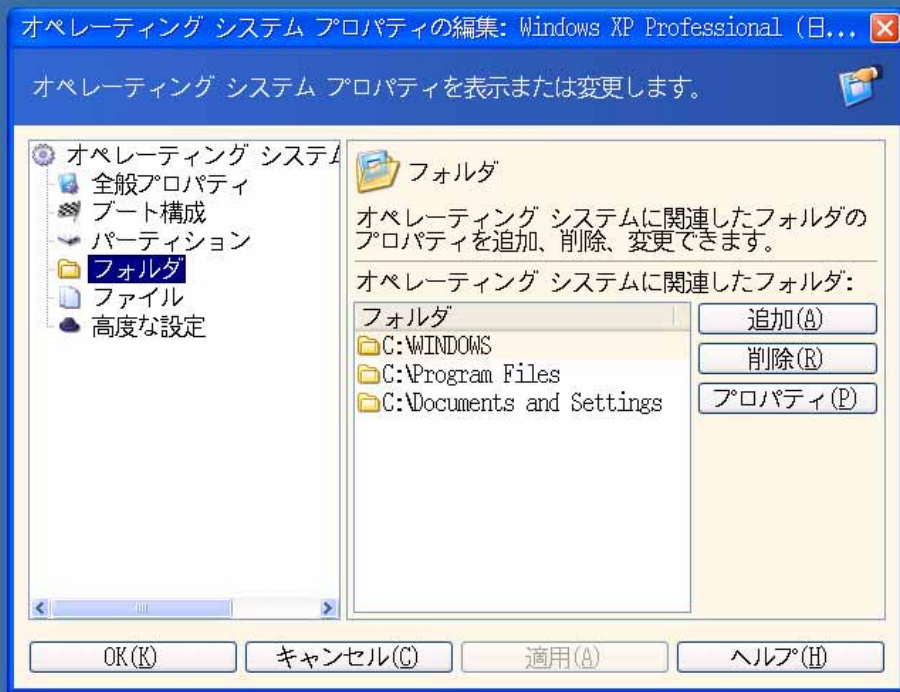 オペレーティング システム プロパティの編集: Windows XP Professional (日...
オペレーティング システム プロパティを表示または変更します。
オペレーティング システム
全般プロパティ
ブート構成
パーティション
フォルダ
ファイル
高度な設定
フォルダ
オペレーティング システムに関連したフォルダの
プロパティを追加、削除、変更できます。
オペレーティング システムに関連したフォルダ:
フォルダ
C:\WINDOWS
C:\Program Files
C:\Documents and Settings
追加(A)
削除(R)
プロパティ(P)
OK(K)
キャンセル(C)
適用(A)
ヘルプ(H)